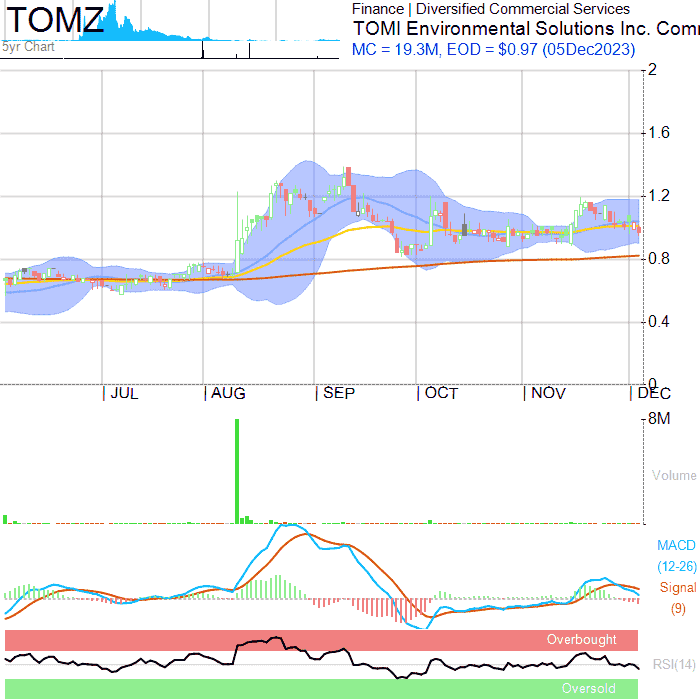 TOMZ
5yr Chart
Finance | Diversified Commercial Services
TOMI Environmental Solutions Inc. Comm
MC = 19.3M, EOD = $0.97 (05Dec2023)
2
1.6
1.2
0.8
0.4
0
JUL
AUG
SEP
OCT
NOV
DEC
8M
Volume
MACD
(12-26)
Signal
(9)
Overbought
RSI(14)
Oversold